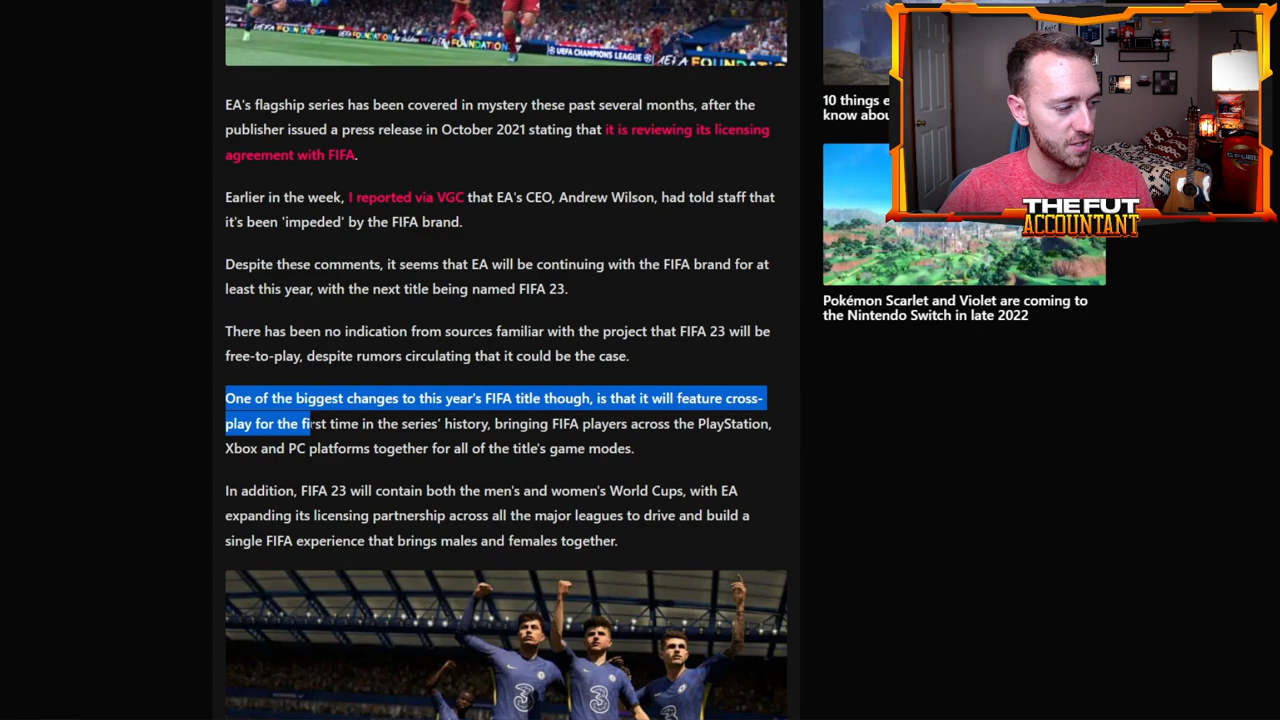 FOUNDATION
UEFA CHAMPIONS LEAGUE
FOUNDATION
EA's flagship series has been covered in mystery these past several months, after the
publisher issued a press release in October 2021 stating that it is reviewing its licensing
agreement with FIFA.
Earlier in the week, I reported via VGC that EA's CEO, Andrew Wilson, had told staff that
it's been 'impeded' by the FIFA brand.
Despite these comments, it seems that EA will be continuing with the FIFA brand for at
least this year, with the next title being named FIFA 23.
There has been no indication from sources familiar with the project that FIFA 23 will be
free-to-play, despite rumors circulating that it could be the case.
One of the biggest changes to this year's FIFA title though, is that it will feature cross-
play for the first time in the series' history, bringing FIFA players across the PlayStation,
Xbox and PC platforms together for all of the title's game modes.
In addition, FIFA 23 will contain both the men's and women's World Cups, with EA
expanding its licensing partnership across all the major leagues to drive and build a
single FIFA experience that brings males and females together.
3
3
3
10 things
know abou
G FUEL
THE FUT
ACCOUNTANT
Pokémon Scarlet and Violet are coming to
the Nintendo Switch in late 2022